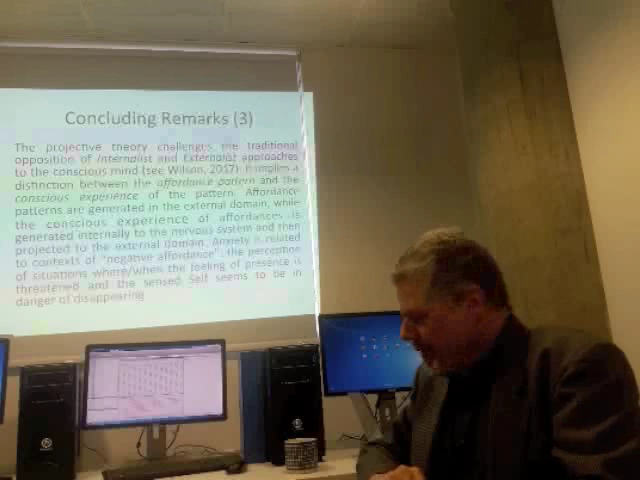 Concluding Remarks (3)
The projective theory challenges the traditional
opposition of Internalist and Externalist approaches
to the conscious mind (see Wilson, 2017). It implies a
distinction between the affordance pattern and the
conscious experience of the pattern. Affordance
patterns are generated in the external domain, while
the conscious experience of affordances is
generated internally to the nervous system and then
projected to the external domain. Anxiety is related
to contexts of "negative affordance": the perception
of situations where/when the feeling of presence is
threatened and the sensed Self seems to be in
danger of disappearing